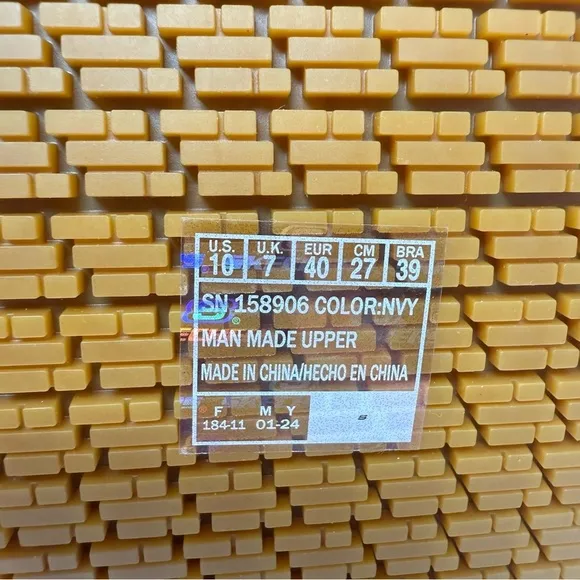 U.S. U.K. EUR CM BRA
10 7 40 27 39
SN 158906 COLOR:NVY
MAN MADE UPPER
MADE IN CHINA/HECHO EN CHINA
F M Y
184-11 01-24
S